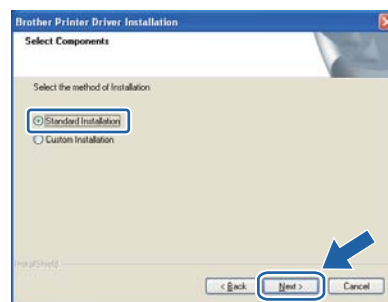 Brother Printer Driver Installation
Select Components
Select the method of Installation
Standard Installation
Custom Installation
InstallShield
< Back Next > Cancel